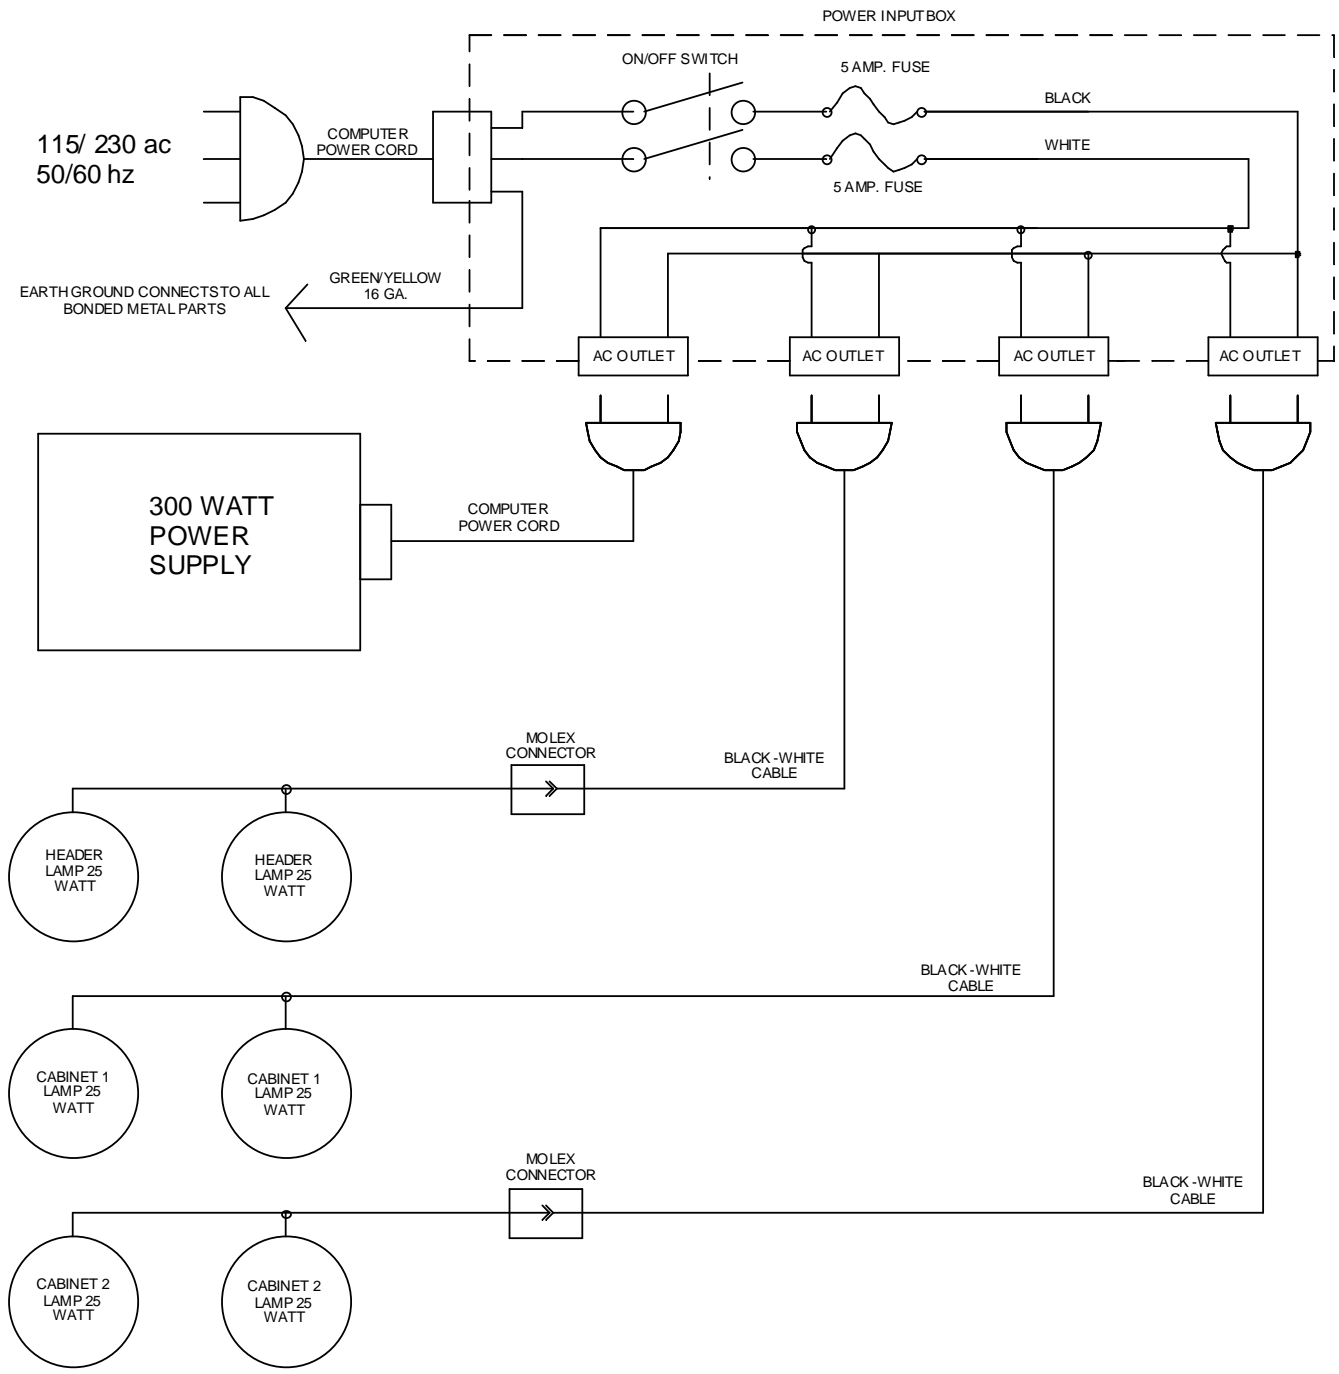 POWER INPUT BOX
ON/OFF SWITCH
5 AMP. FUSE
BLACK
115/ 230 ac
50/60 hz
COMPUTER
POWER CORD
WHITE
5 AMP. FUSE
EARTH GROUND CONNECTS TO ALL
BONDED METAL PARTS
GREEN/YELLOW
16 GA.
AC OUTLET
AC OUTLET
AC OUTLET
AC OUTLET
300 WATT
POWER
SUPPLY
COMPUTER
POWER CORD
MOLEX
CONNECTOR
BLACK-WHITE
CABLE
HEADER
LAMP 25
WATT
HEADER
LAMP 25
WATT
BLACK-WHITE
CABLE
CABINET 1
LAMP 25
WATT
CABINET 1
LAMP 25
WATT
MOLEX
CONNECTOR
BLACK-WHITE
CABLE
CABINET 2
LAMP 25
WATT
CABINET 2
LAMP 25
WATT